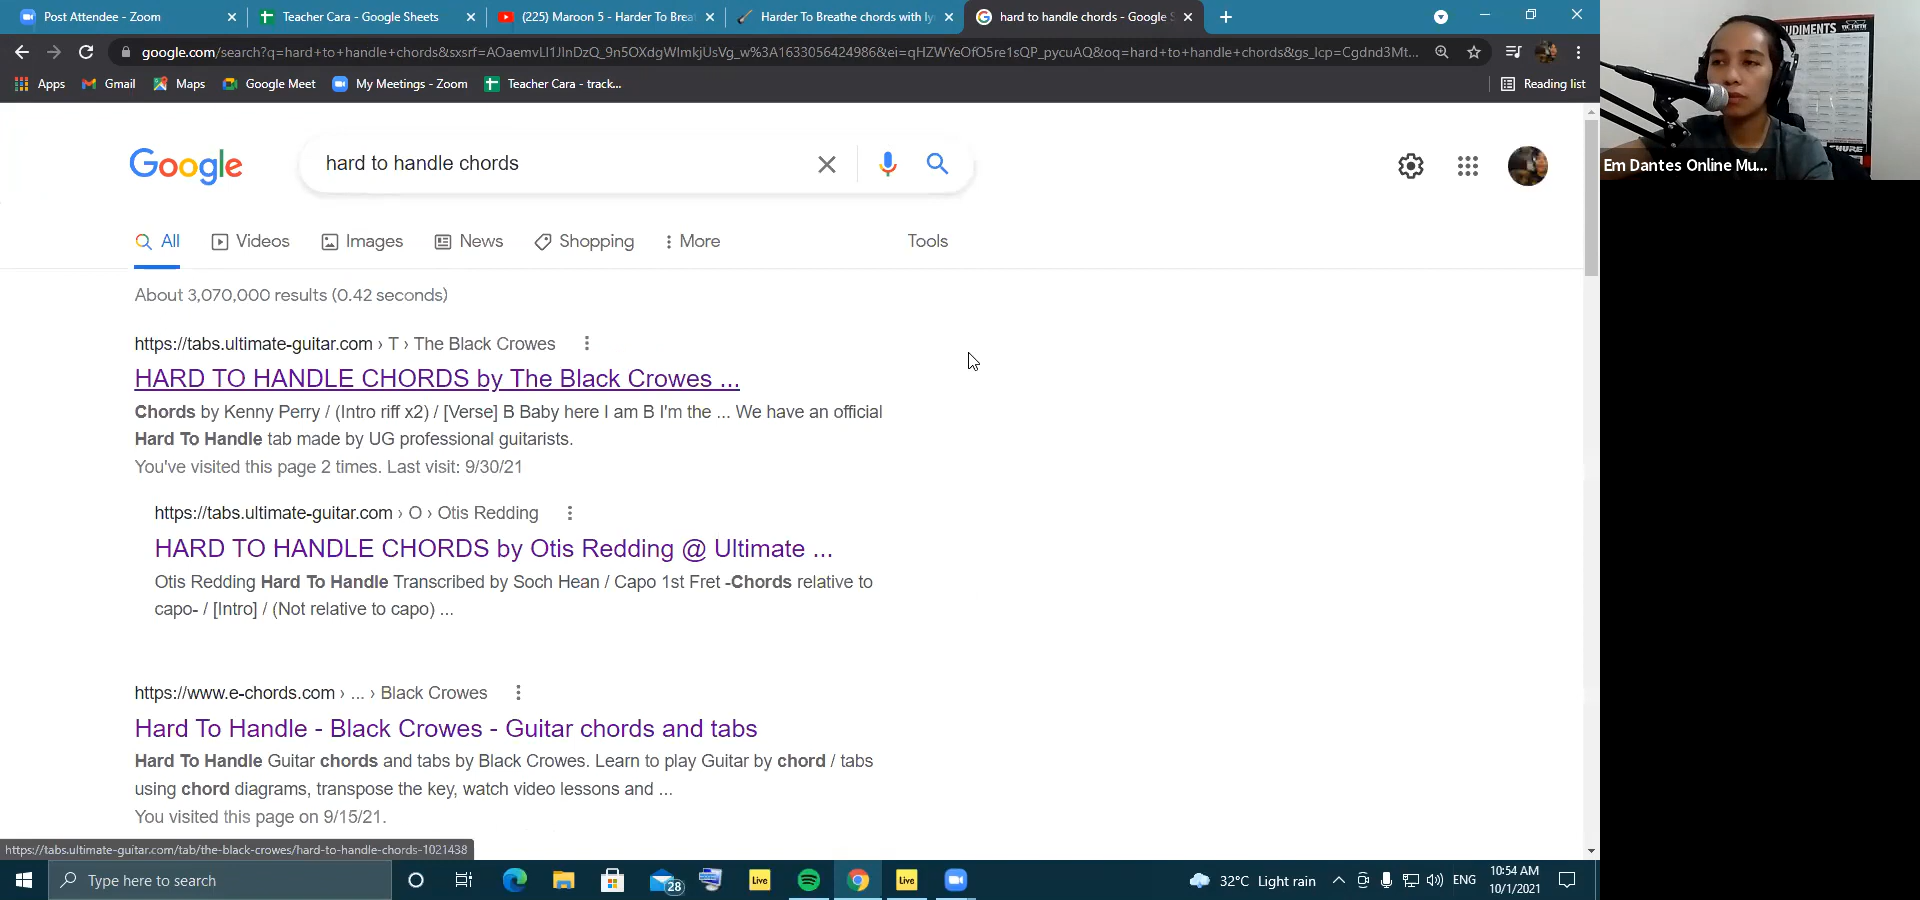 Post Attendee - Zoom
Teacher Cara - Google Sheets
(225) Maroon 5 - Harder To Brea
Harder To Breathe chords with ly
hard to handle chords - Google S
google.com/search?q=hard+to+handle+chords&sxsrf=AOaemvLI1JlnDzQ_9n5OXdgWImkjUsVg_w%3A1633056424986&ei=qHZWYeOfO5re1sQP_pycuAQ&oq=hard+to+handle+chords&gs_lcp=Cgdnd3Mt...
Apps
Gmail
Maps
Google Meet
My Meetings - Zoom
Teacher Cara - track...
Reading list
UDIMENTS
VIC FIRTH
SHURE
Em Dantes Online Mu...
Google
hard to handle chords
All
Videos
Images
News
Shopping
More
Tools
About 3,070,000 results (0.42 seconds)
https://tabs.ultimate-guitar.com › T › The Black Crowes
HARD TO HANDLE CHORDS by The Black Crowes ...
Chords by Kenny Perry / (Intro riff x2) / [Verse] B Baby here I am B I'm the ... We have an official
Hard To Handle tab made by UG professional guitarists.
You've visited this page 2 times. Last visit: 9/30/21
https://tabs.ultimate-guitar.com › O › Otis Redding
HARD TO HANDLE CHORDS by Otis Redding @ Ultimate ...
Otis Redding Hard To Handle Transcribed by Soch Hean / Capo 1st Fret -Chords relative to
capo- / [Intro] / (Not relative to capo) ...
https://www.e-chords.com › ... › Black Crowes
Hard To Handle - Black Crowes - Guitar chords and tabs
Hard To Handle Guitar chords and tabs by Black Crowes. Learn to play Guitar by chord / tabs
using chord diagrams, transpose the key, watch video lessons and ...
You visited this page on 9/15/21.
https://tabs.ultimate-guitar.com/tab/the-black-crowes/hard-to-handle-chords-1021438
Type here to search
28
Live
Live
32°C Light rain
ENG
10:54 AM
10/1/2021